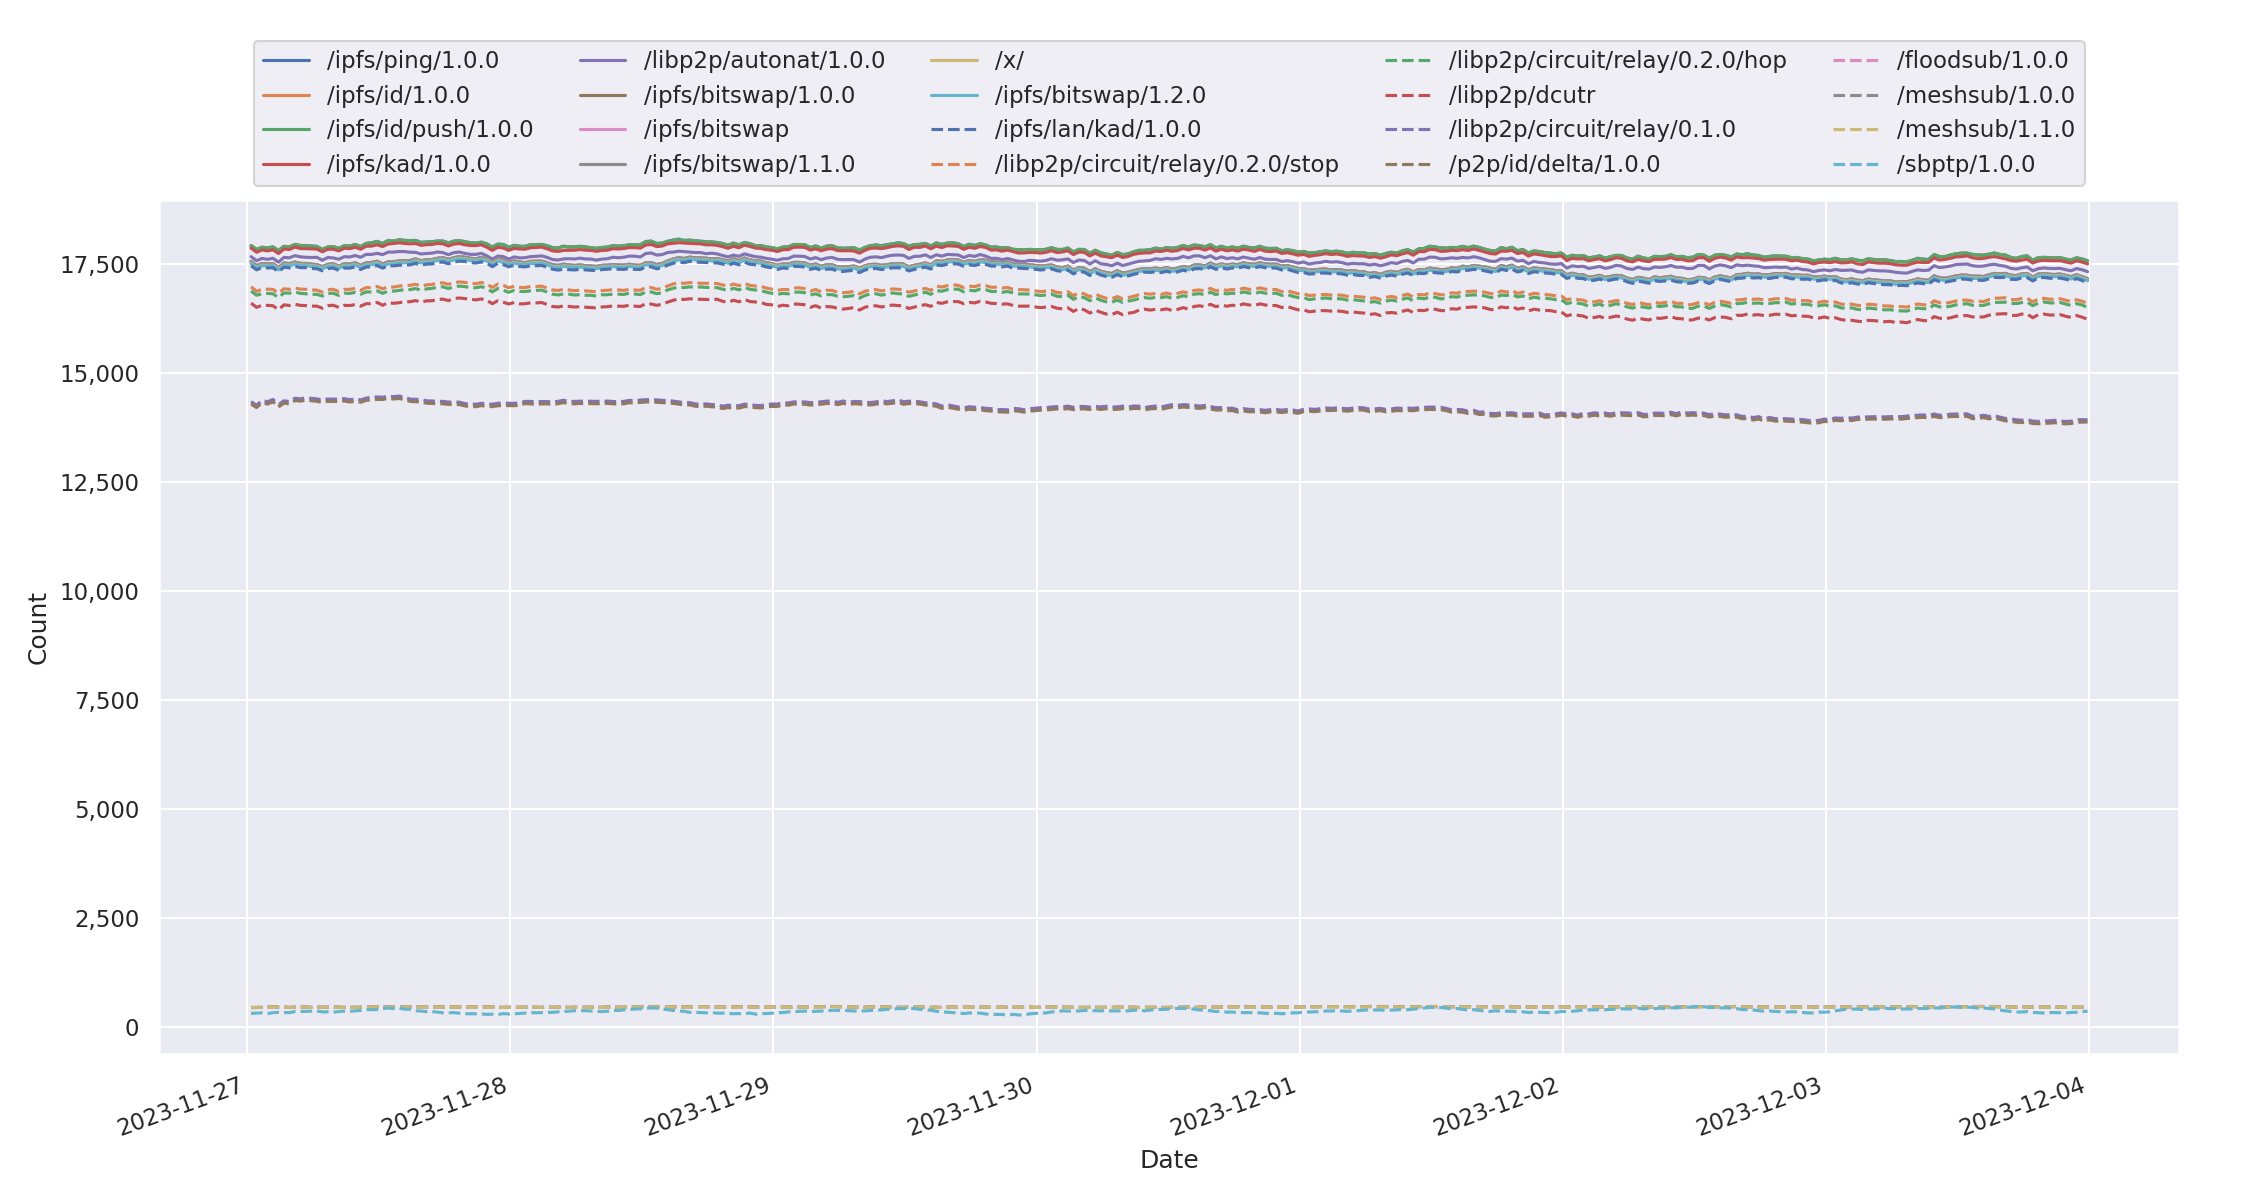 /ipfs/ping/1.0.0
/ipfs/id/1.0.0
/ipfs/id/push/1.0.0
/ipfs/kad/1.0.0
/libp2p/autonat/1.0.0
/ipfs/bitswap/1.0.0
/ipfs/bitswap
/ipfs/bitswap/1.1.0
/x/
/ipfs/bitswap/1.2.0
/ipfs/lan/kad/1.0.0
/libp2p/circuit/relay/0.2.0/stop
/libp2p/circuit/relay/0.2.0/hop
/libp2p/dcutr
/libp2p/circuit/relay/0.1.0
/p2p/id/delta/1.0.0
/floodsub/1.0.0
/meshsub/1.0.0
/meshsub/1.1.0
/sbptp/1.0.0
17,500
15,000
12,500
10,000
7,500
5,000
2,500
0
Count
2023-11-27
2023-11-28
2023-11-29
2023-11-30
2023-12-01
2023-12-02
2023-12-03
2023-12-04
Date